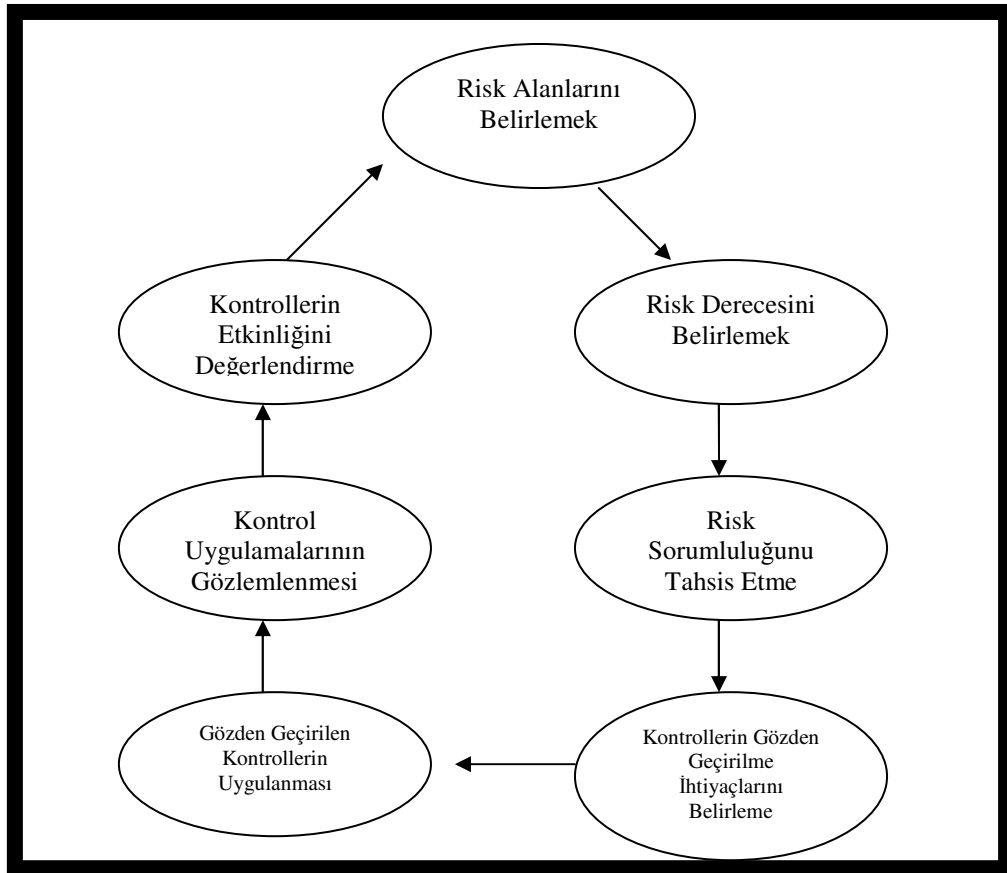 Risk Alanlarını
Belirlemek
Risk Derecesini
Belirlemek
Risk
Sorumluluğunu
Tahsis Etme
Kontrollerin Gözden
Geçirilme
İhtiyaçlarını
Belirleme
Gözden Geçirilen
Kontrollerin
Uygulanması
Kontrol
Uygulamalarının
Gözlemlenmesi
Kontrollerin
Etkinliğini
Değerlendirme